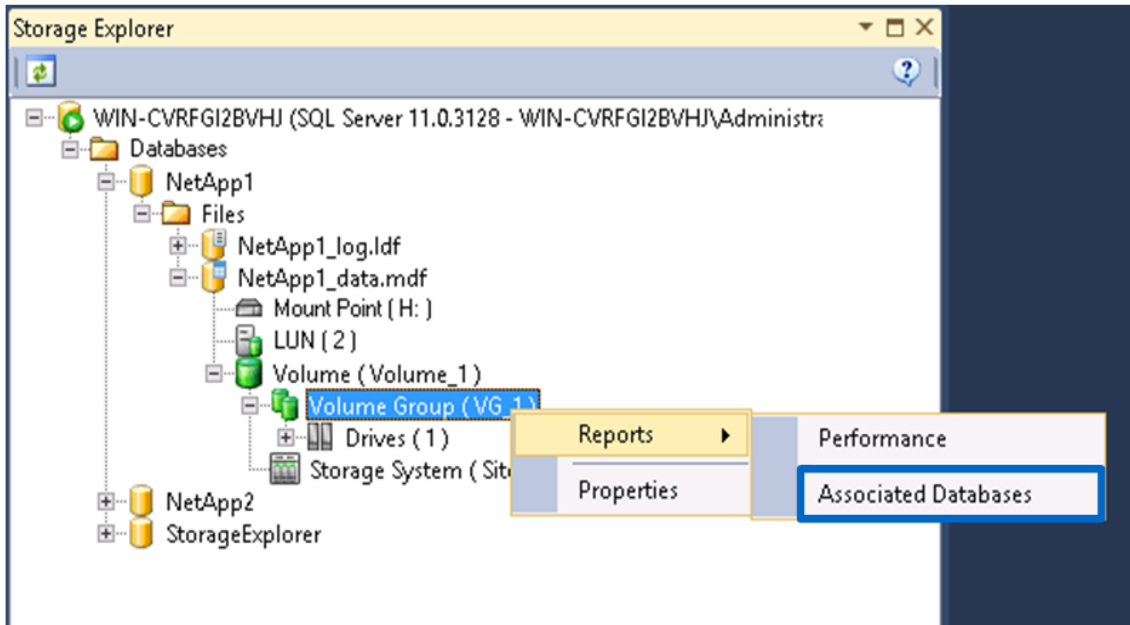 Storage Explorer
WIN-CVRFGI2BVHJ (SQL Server 11.0.3128 - WIN-CVRFGI2BVHJ\Administra
Databases
NetApp1
Files
NetApp1_log.ldf
NetApp1_data.mdf
Mount Point ( H: )
LUN ( 2 )
Volume ( Volume_1 )
Volume Group ( VG_1 )
Drives ( 1 )
Storage System ( Sit
NetApp2
StorageExplorer
Reports
Properties
Performance
Associated Databases